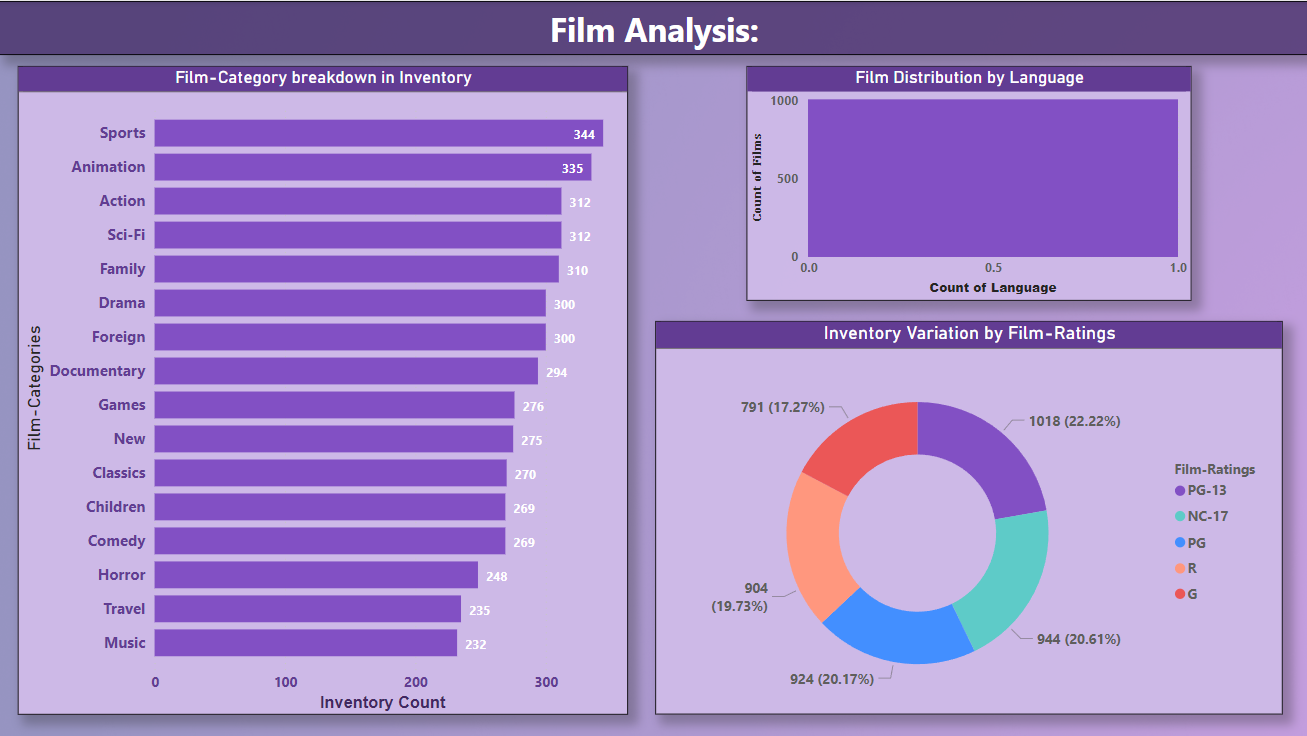 Film Analysis:
Film-Category breakdown in Inventory
Film-Categories
Sports 344
Animation 335
Action 312
Sci-Fi 312
Family 310
Drama 300
Foreign 300
Documentary 294
Games 276
New 275
Classics 270
Children 269
Comedy 269
Horror 248
Travel 235
Music 232
0 100 200 300
Inventory Count
Film Distribution by Language
Count of Films
1000
500
0
0.0 0.5 1.0
Count of Language
Inventory Variation by Film-Ratings
791 (17.27%)
1018 (22.22%)
904
(19.73%)
944 (20.61%)
924 (20.17%)
Film-Ratings
PG-13
NC-17
PG
R
G